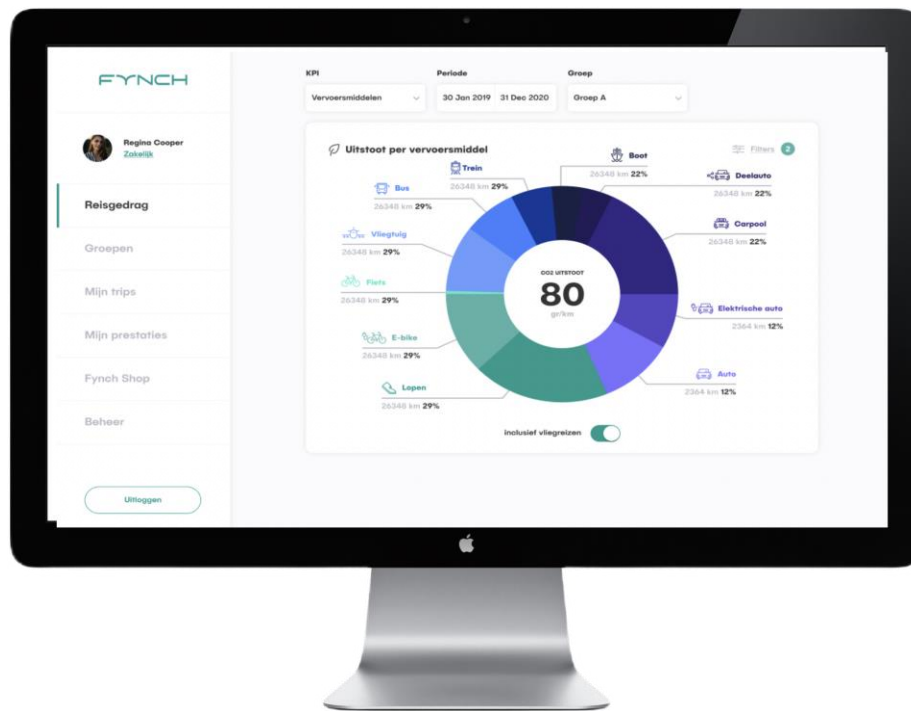 FYNCH
Regina Cooper
Zakelijk
Reisgedrag
Groepen
Mijn trips
Mijn prestaties
Fynch Shop
Beheer
Uitloggen
KPI
Vervoersmiddelen
Periode
30 Jan 2019 31 Dec 2020
Groep
Groep A
Uitstoot per vervoersmiddel
Filters 2
Trein
26348 km 29%
Boot
26348 km 22%
Bus
26348 km 29%
Deelauto
26348 km 22%
Vliegtuig
26348 km 29%
Carpool
26348 km 22%
Fiets
26348 km 29%
Elektrische auto
2364 km 12%
E-bike
26348 km 29%
Auto
2364 km 12%
Lopen
26348 km 29%
CO2 UITSTOOT
80
gr/km
inclusief vliegreizen